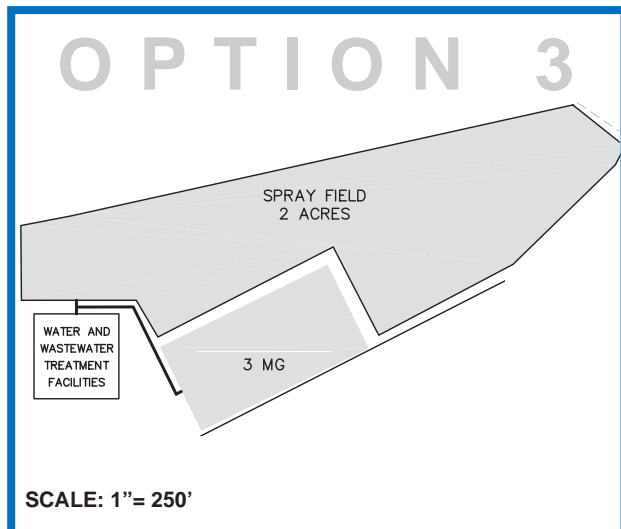 OPTION 3
SPRAY FIELD
2 ACRES
WATER AND
WASTEWATER
TREATMENT
FACILITIES
3 MG
SCALE: 1”= 250’